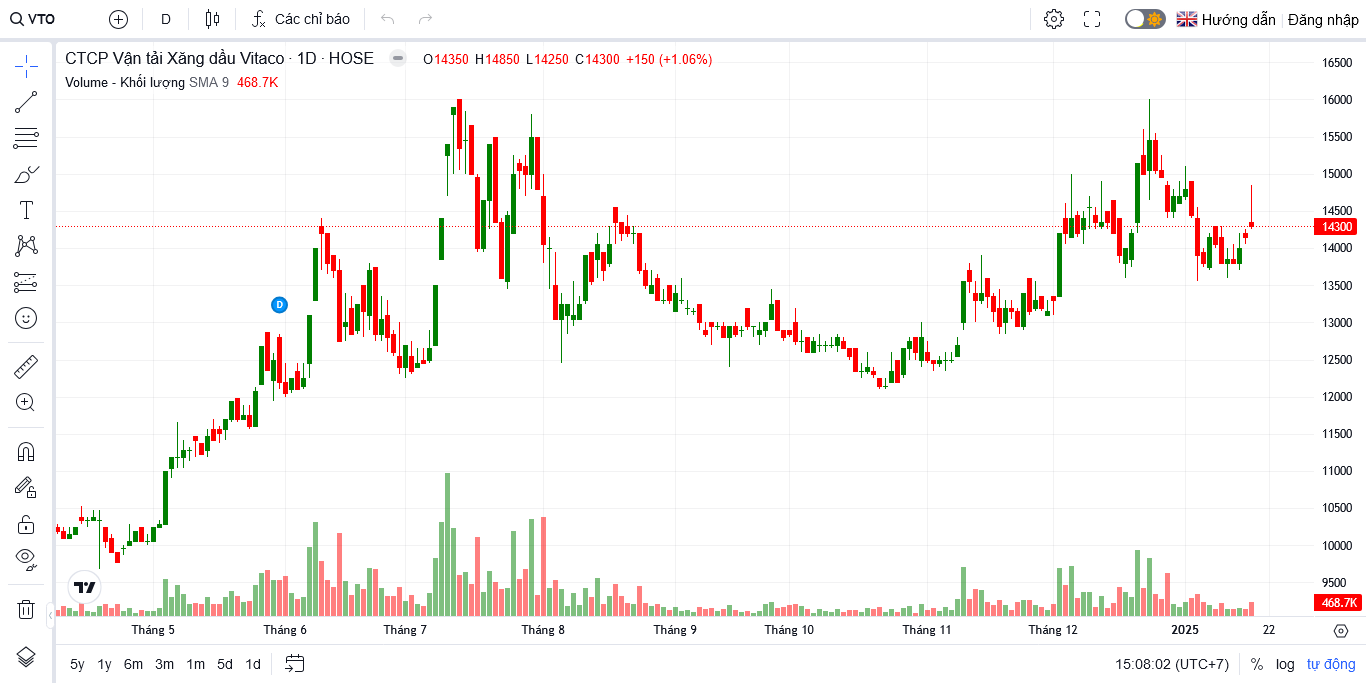 VTO D Các chỉ báo Hướng dẫn Đăng nhập
CTCP Vận tải Xăng dầu Vitaco · 1D · HOSE O14350 H14850 L14250 C14300 +150 (+1.06%)
Volume - Khối lượng SMA 9 468.7K
16500
16000
15500
15000
14500
14300
14000
13500
D
13000
12500
12000
11500
11000
10500
10000
9500
468.7K
Tháng 5 Tháng 6 Tháng 7 Tháng 8 Tháng 9 Tháng 10 Tháng 11 Tháng 12 2025 22
5y 1y 6m 3m 1m 5d 1d 15:08:02 (UTC+7) % log tự động